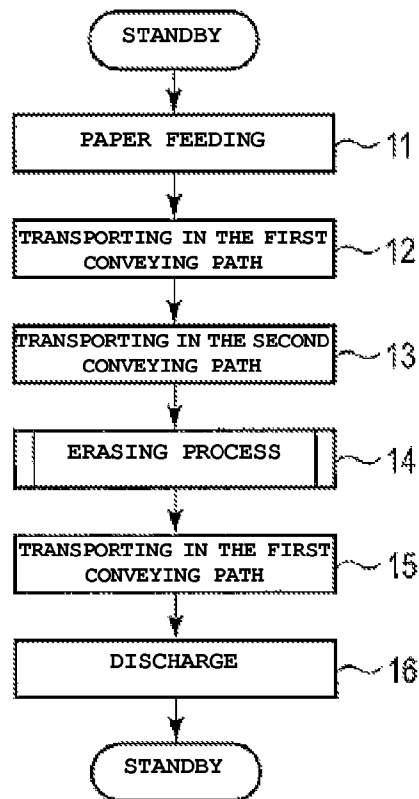 STANDBY
PAPER FEEDING
11
TRANSPORTING IN THE FIRST
CONVEYING PATH
12
TRANSPORTING IN THE SECOND
CONVEYING PATH
13
ERASING PROCESS
14
TRANSPORTING IN THE FIRST
CONVEYING PATH
15
DISCHARGE
16
STANDBY